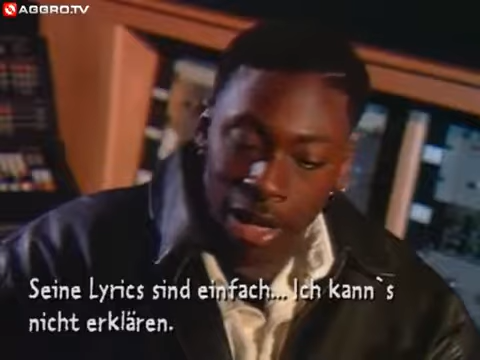 AGGRO.TV
Seine Lyrics sind einfach... Ich kann`s
nicht erklären.